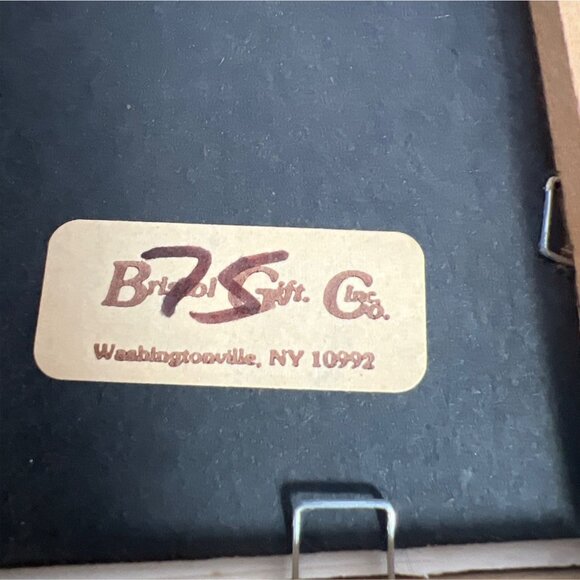 75
Bristol Gift. Co. Inc.
Washingtonville, NY 10992